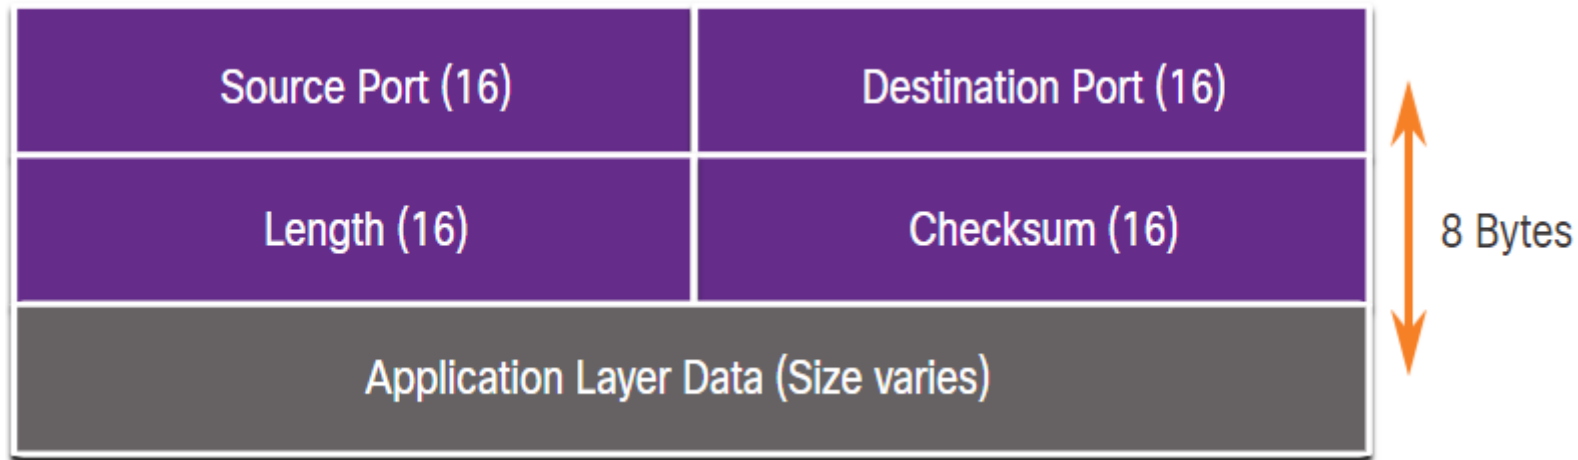 Source Port (16)
Destination Port (16)
Length (16)
Checksum (16)
8 Bytes
Application Layer Data (Size varies)